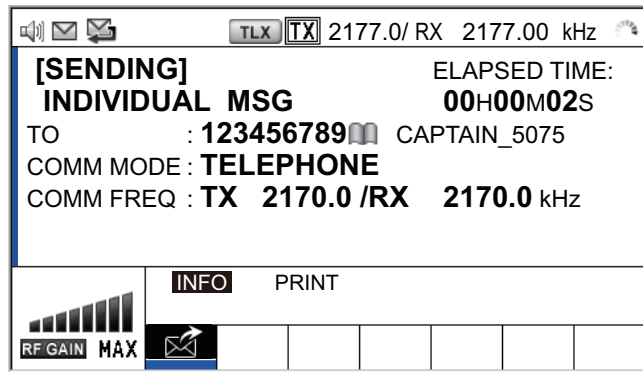 TLX TX 2177.0/ RX 2177.00 kHz
[SENDING] ELAPSED TIME:
INDIVIDUAL MSG 00H00M02S
TO : 123456789 CAPTAIN_5075
COMM MODE : TELEPHONE
COMM FREQ : TX 2170.0 /RX 2170.0 kHz
INFO PRINT
RF GAIN MAX